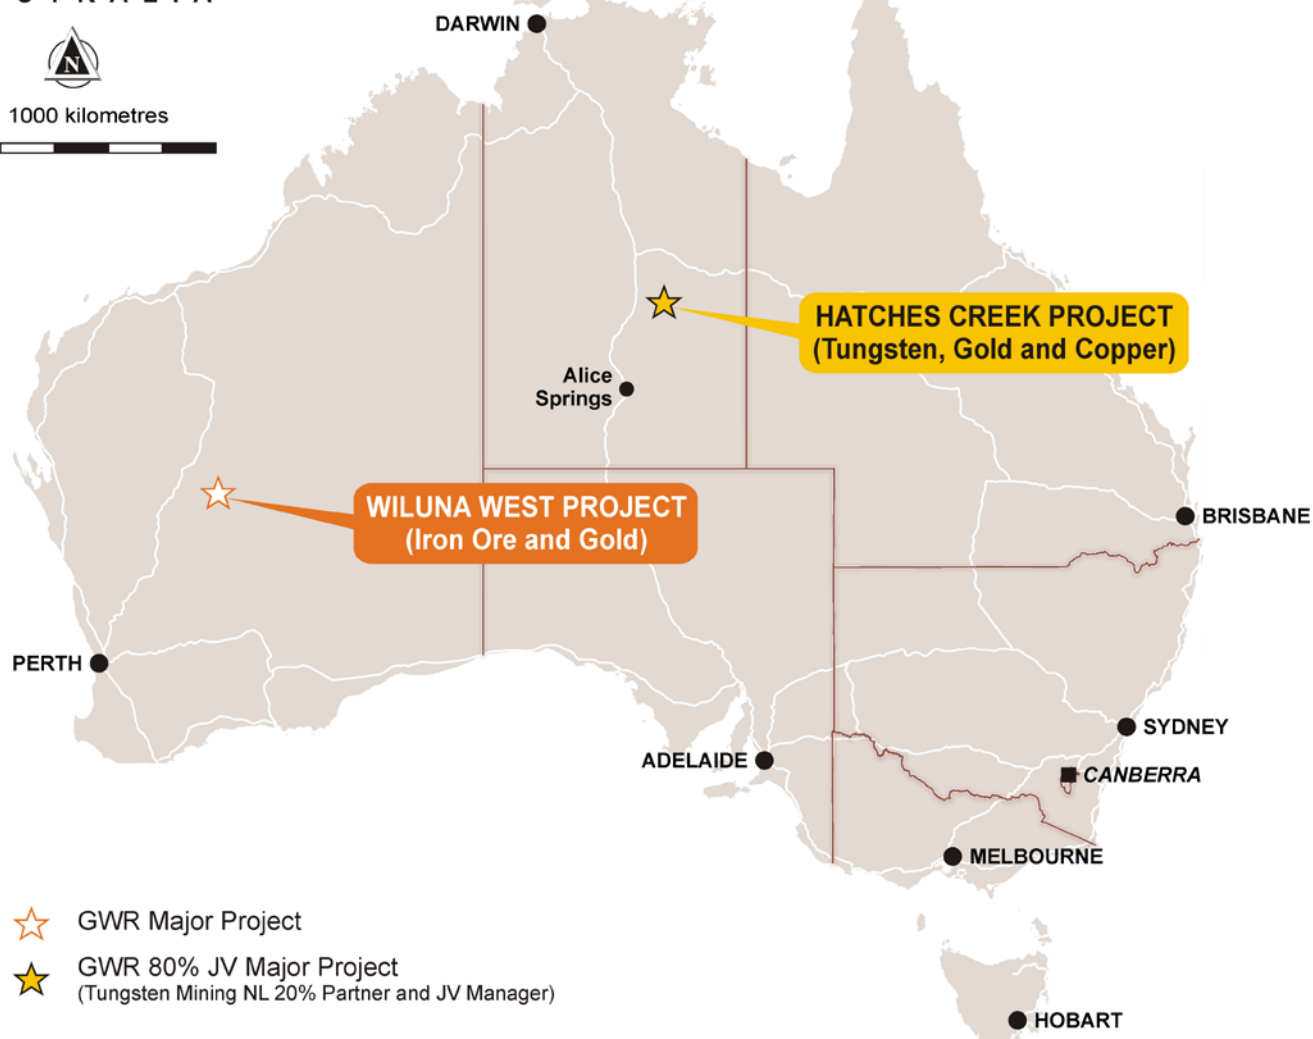 DARWIN
N
1000 kilometres
HATCHES CREEK PROJECT
(Tungsten, Gold and Copper)
Alice
Springs
WILUNA WEST PROJECT
(Iron Ore and Gold)
BRISBANE
PERTH
SYDNEY
ADELAIDE
CANBERRA
MELBOURNE
GWR Major Project
GWR 80% JV Major Project
(Tungsten Mining NL 20% Partner and JV Manager)
HOBART